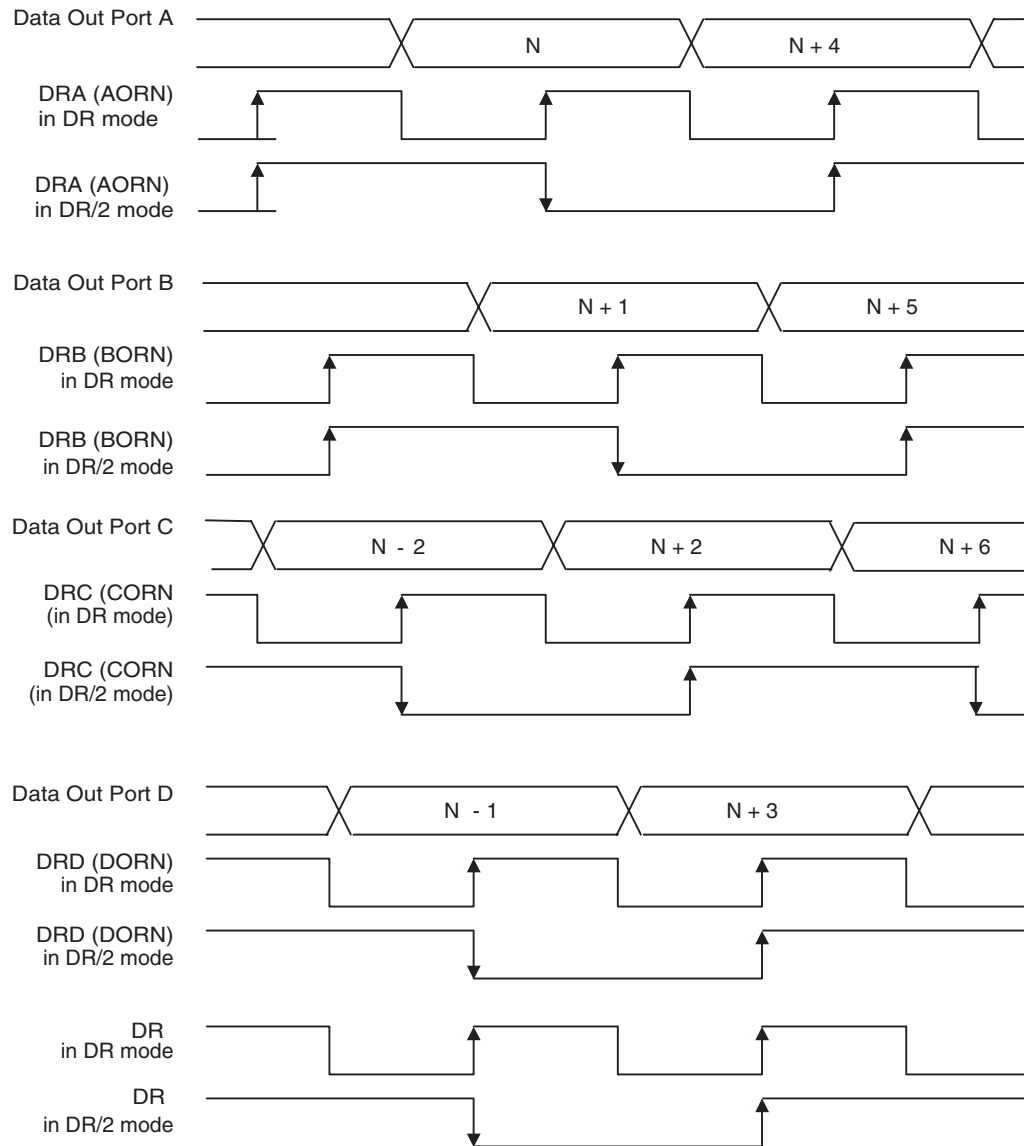 Data Out Port A
N
N + 4
DRA (AORN)
in DR mode
DRA (AORN)
in DR/2 mode
Data Out Port B
N + 1
N + 5
DRB (BORN)
in DR mode
DRB (BORN)
in DR/2 mode
Data Out Port C
N - 2
N + 2
N + 6
DRC (CORN
(in DR mode)
DRC (CORN
(in DR/2 mode)
Data Out Port D
N - 1
N + 3
DRD (DORN)
in DR mode
DRD (DORN)
in DR/2 mode
DR
in DR mode
DR
in DR/2 mode